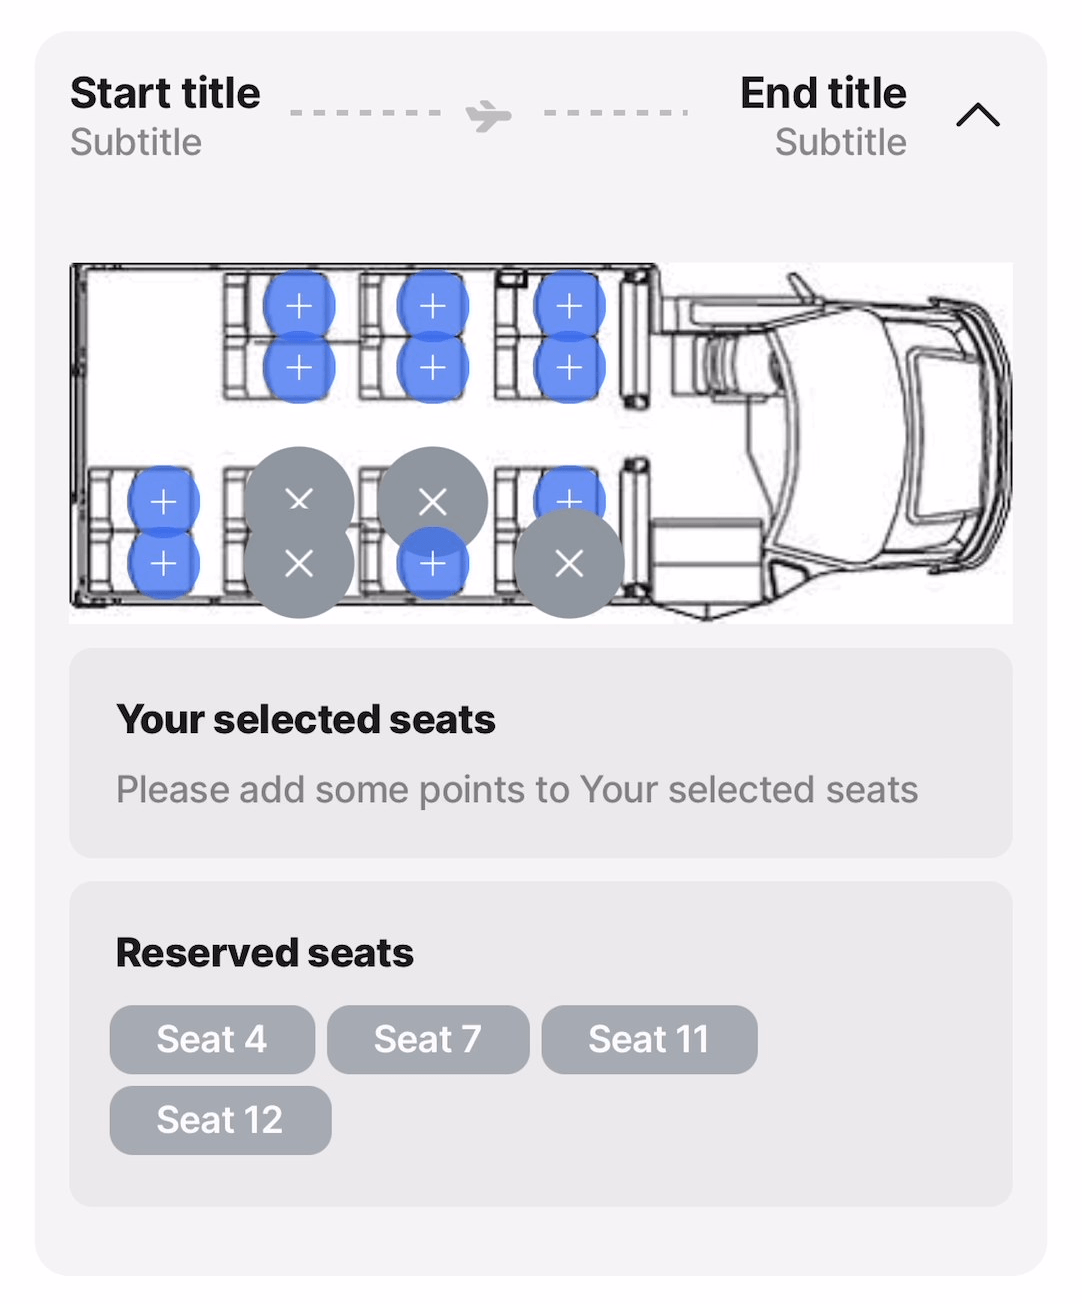 Start title
Subtitle
End title
Subtitle
Your selected seats
Please add some points to Your selected seats
Reserved seats
Seat 4
Seat 7
Seat 11
Seat 12